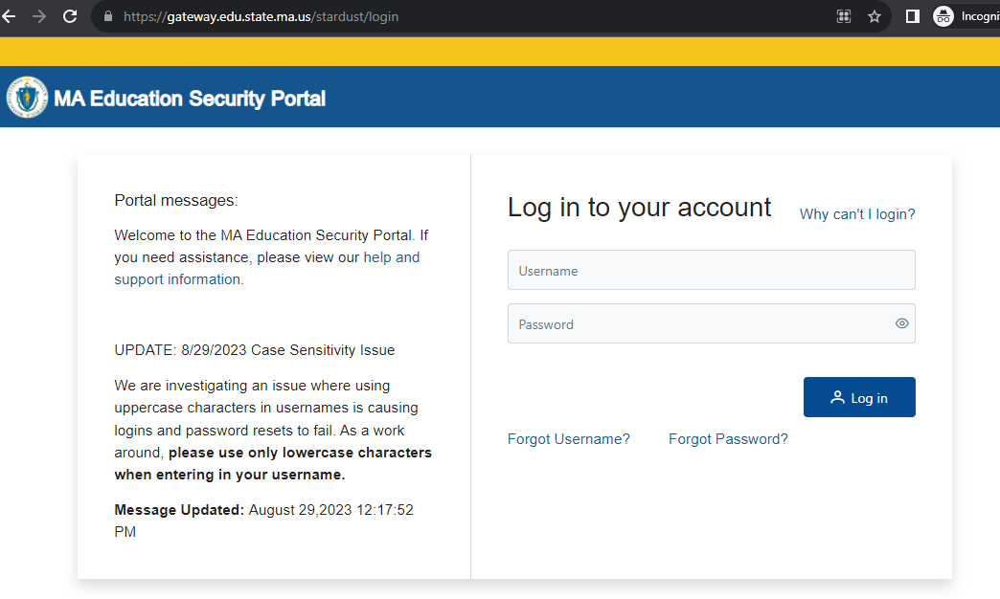 https://gateway.edu.state.ma.us/stardust/login
MA Education Security Portal
Portal messages:
Welcome to the MA Education Security Portal. If
you need assistance, please view our help and
support information.
UPDATE: 8/29/2023 Case Sensitivity Issue
We are investigating an issue where using
uppercase characters in usernames is causing
logins and password resets to fail. As a work
around, please use only lowercase characters
when entering in your username.
Message Updated: August 29,2023 12:17:52
PM
Log in to your account
Why can't I login?
Username
Password
Log in
Forgot Username?
Forgot Password?